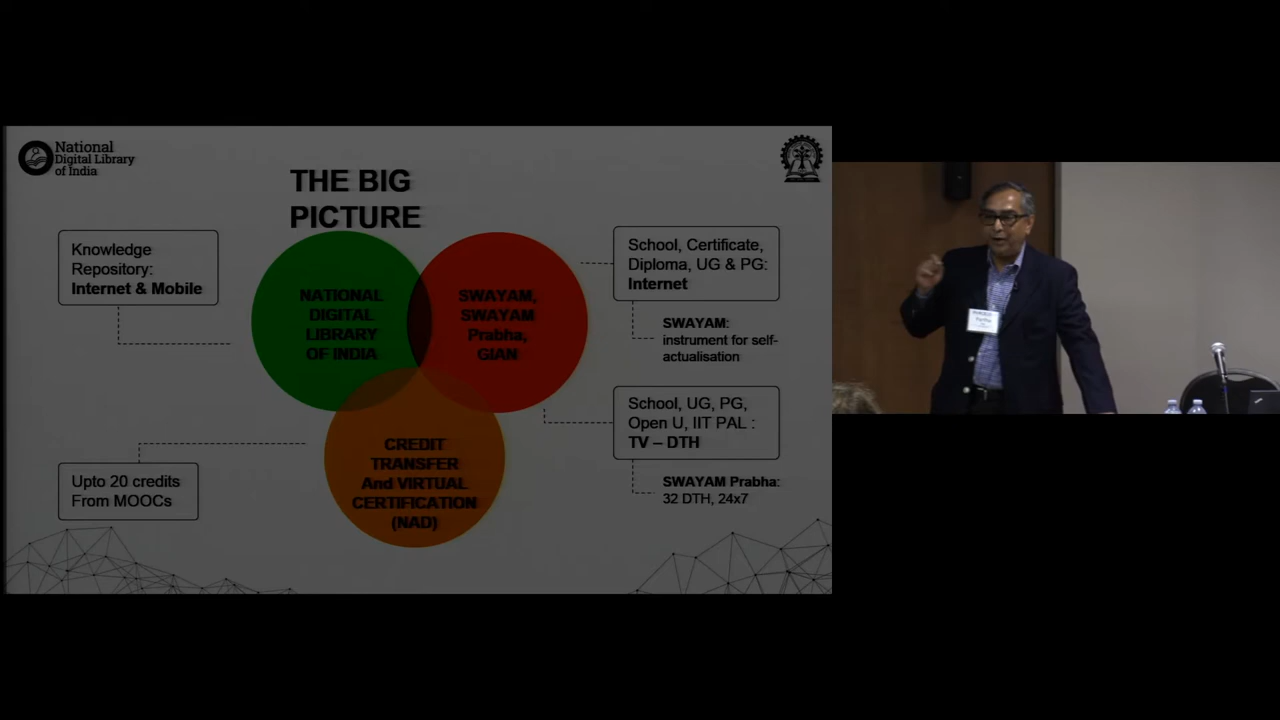 National
Digital Library
of India
THE BIG
PICTURE
Knowledge
Repository:
Internet & Mobile
NATIONAL
DIGITAL
LIBRARY
OF INDIA
SWAYAM,
SWAYAM
Prabha,
GIAN
School, Certificate,
Diploma, UG & PG:
Internet
SWAYAM:
instrument for self-
actualisation
School, UG, PG,
Open U, IIT PAL :
TV – DTH
SWAYAM Prabha:
32 DTH, 24x7
CREDIT
TRANSFER
And VIRTUAL
CERTIFICATION
(NAD)
Upto 20 credits
From MOOCs
Partha